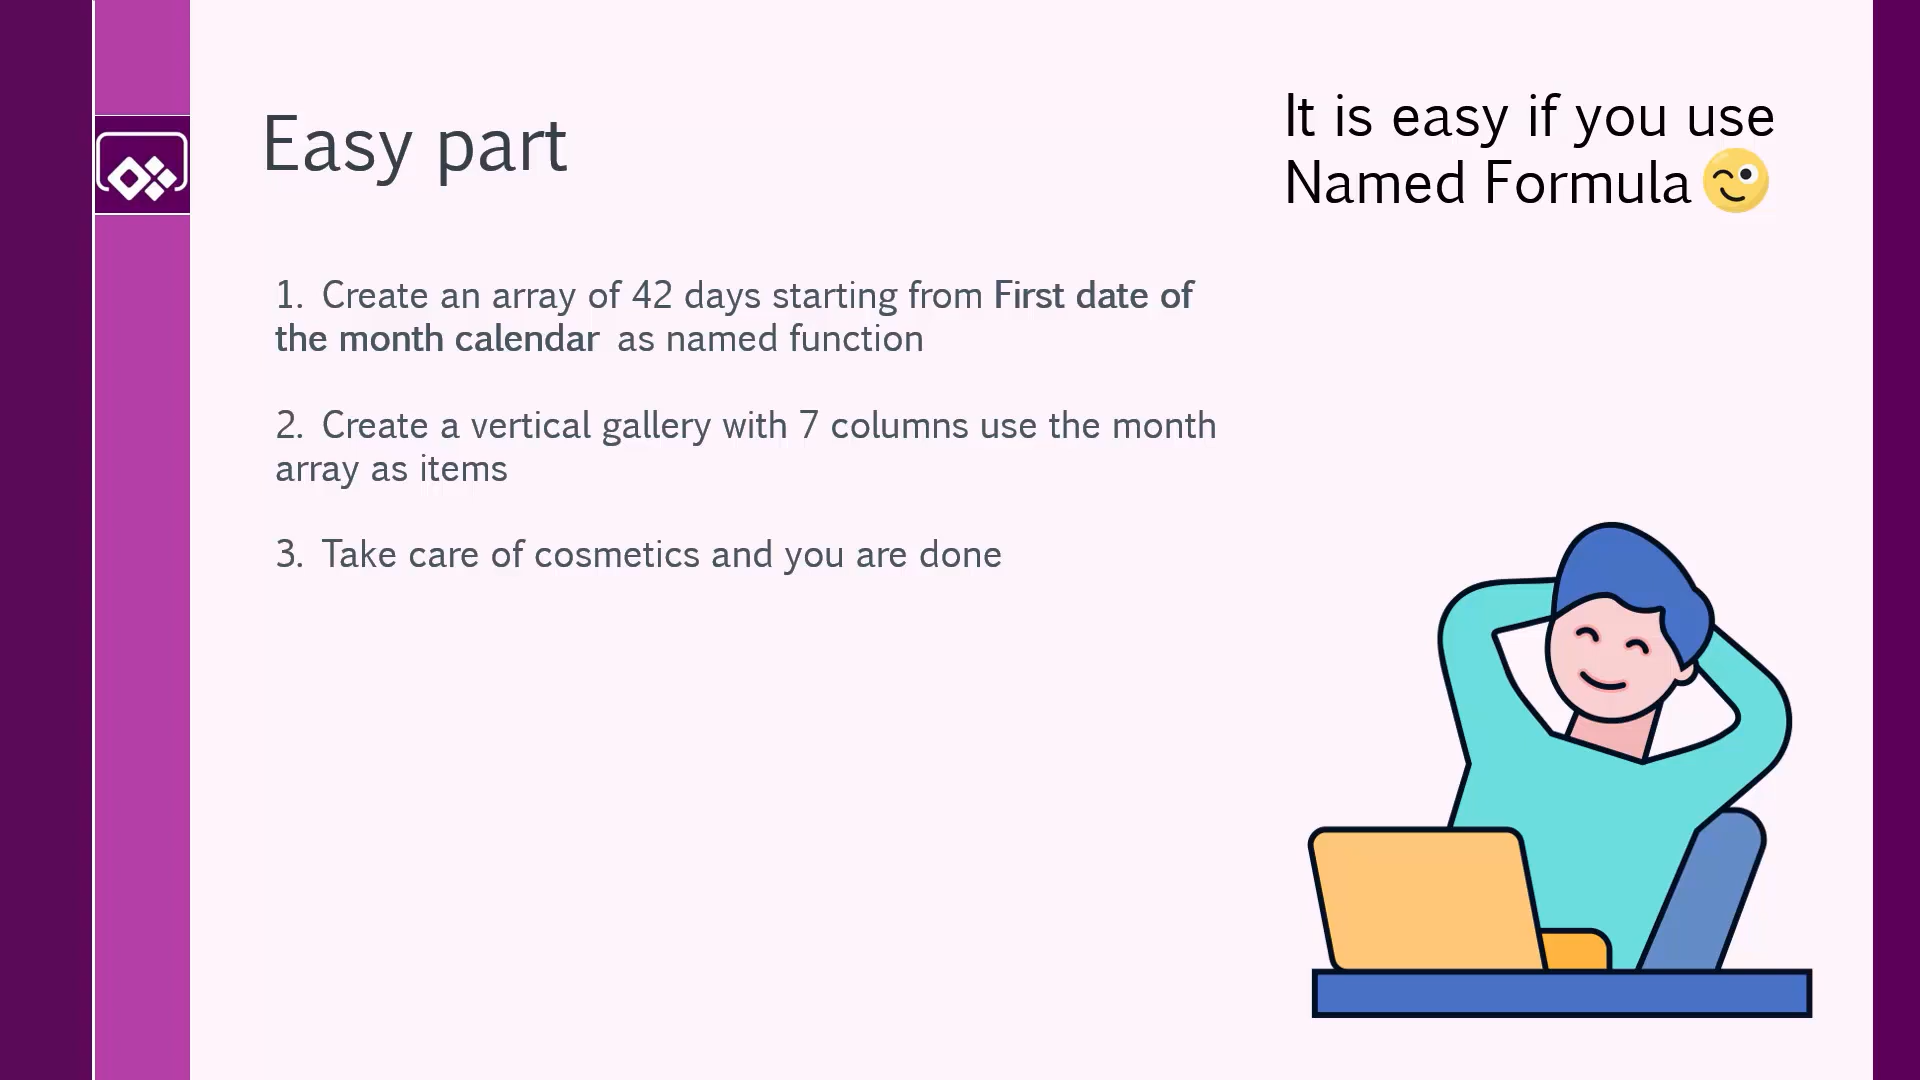 Easy part
It is easy if you use
Named Formula
1. Create an array of 42 days starting from First date of
the month calendar as named function
2. Create a vertical gallery with 7 columns use the month
array as items
3. Take care of cosmetics and you are done